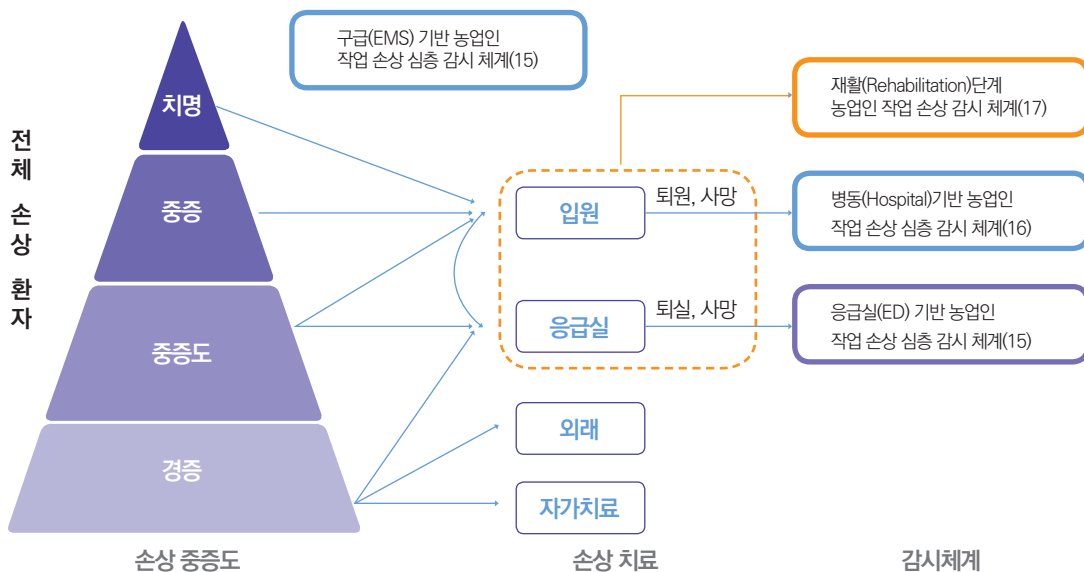 구급(EMS) 기반 농업인
작업 손상 심층 감시 체계(15)
전체 손상 환자
치명
중증
중증도
경증
손상 중증도
입원
퇴원, 사망
응급실
퇴실, 사망
외래
자가치료
손상 치료
재활(Rehabilitation)단계
농업인 작업 손상 감시 체계(17)
병동(Hospital)기반 농업인
작업 손상 심층 감시 체계(16)
응급실(ED) 기반 농업인
작업 손상 심층 감시 체계(15)
감시체계